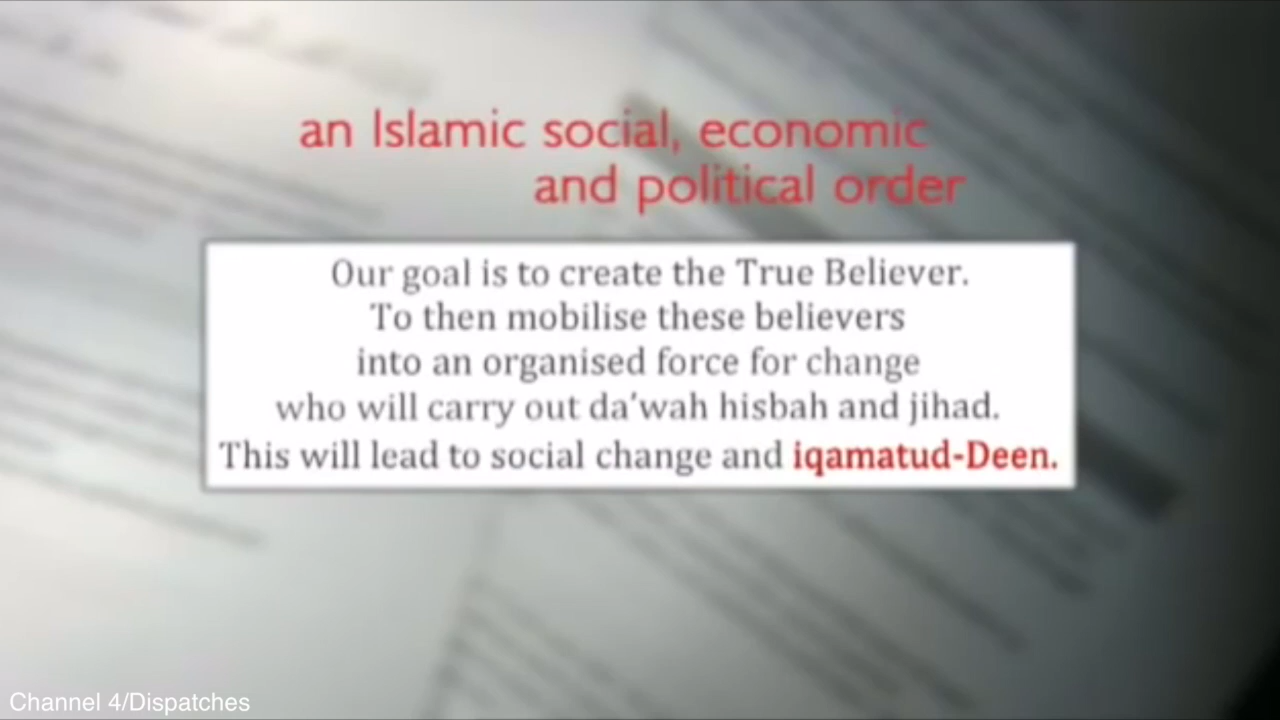 an Islamic social, economic
and political order
Our goal is to create the True Believer.
To then mobilise these believers
into an organised force for change
who will carry out da'wah hisbah and jihad.
This will lead to social change and iqamatud-Deen.
Channel 4/Dispatches